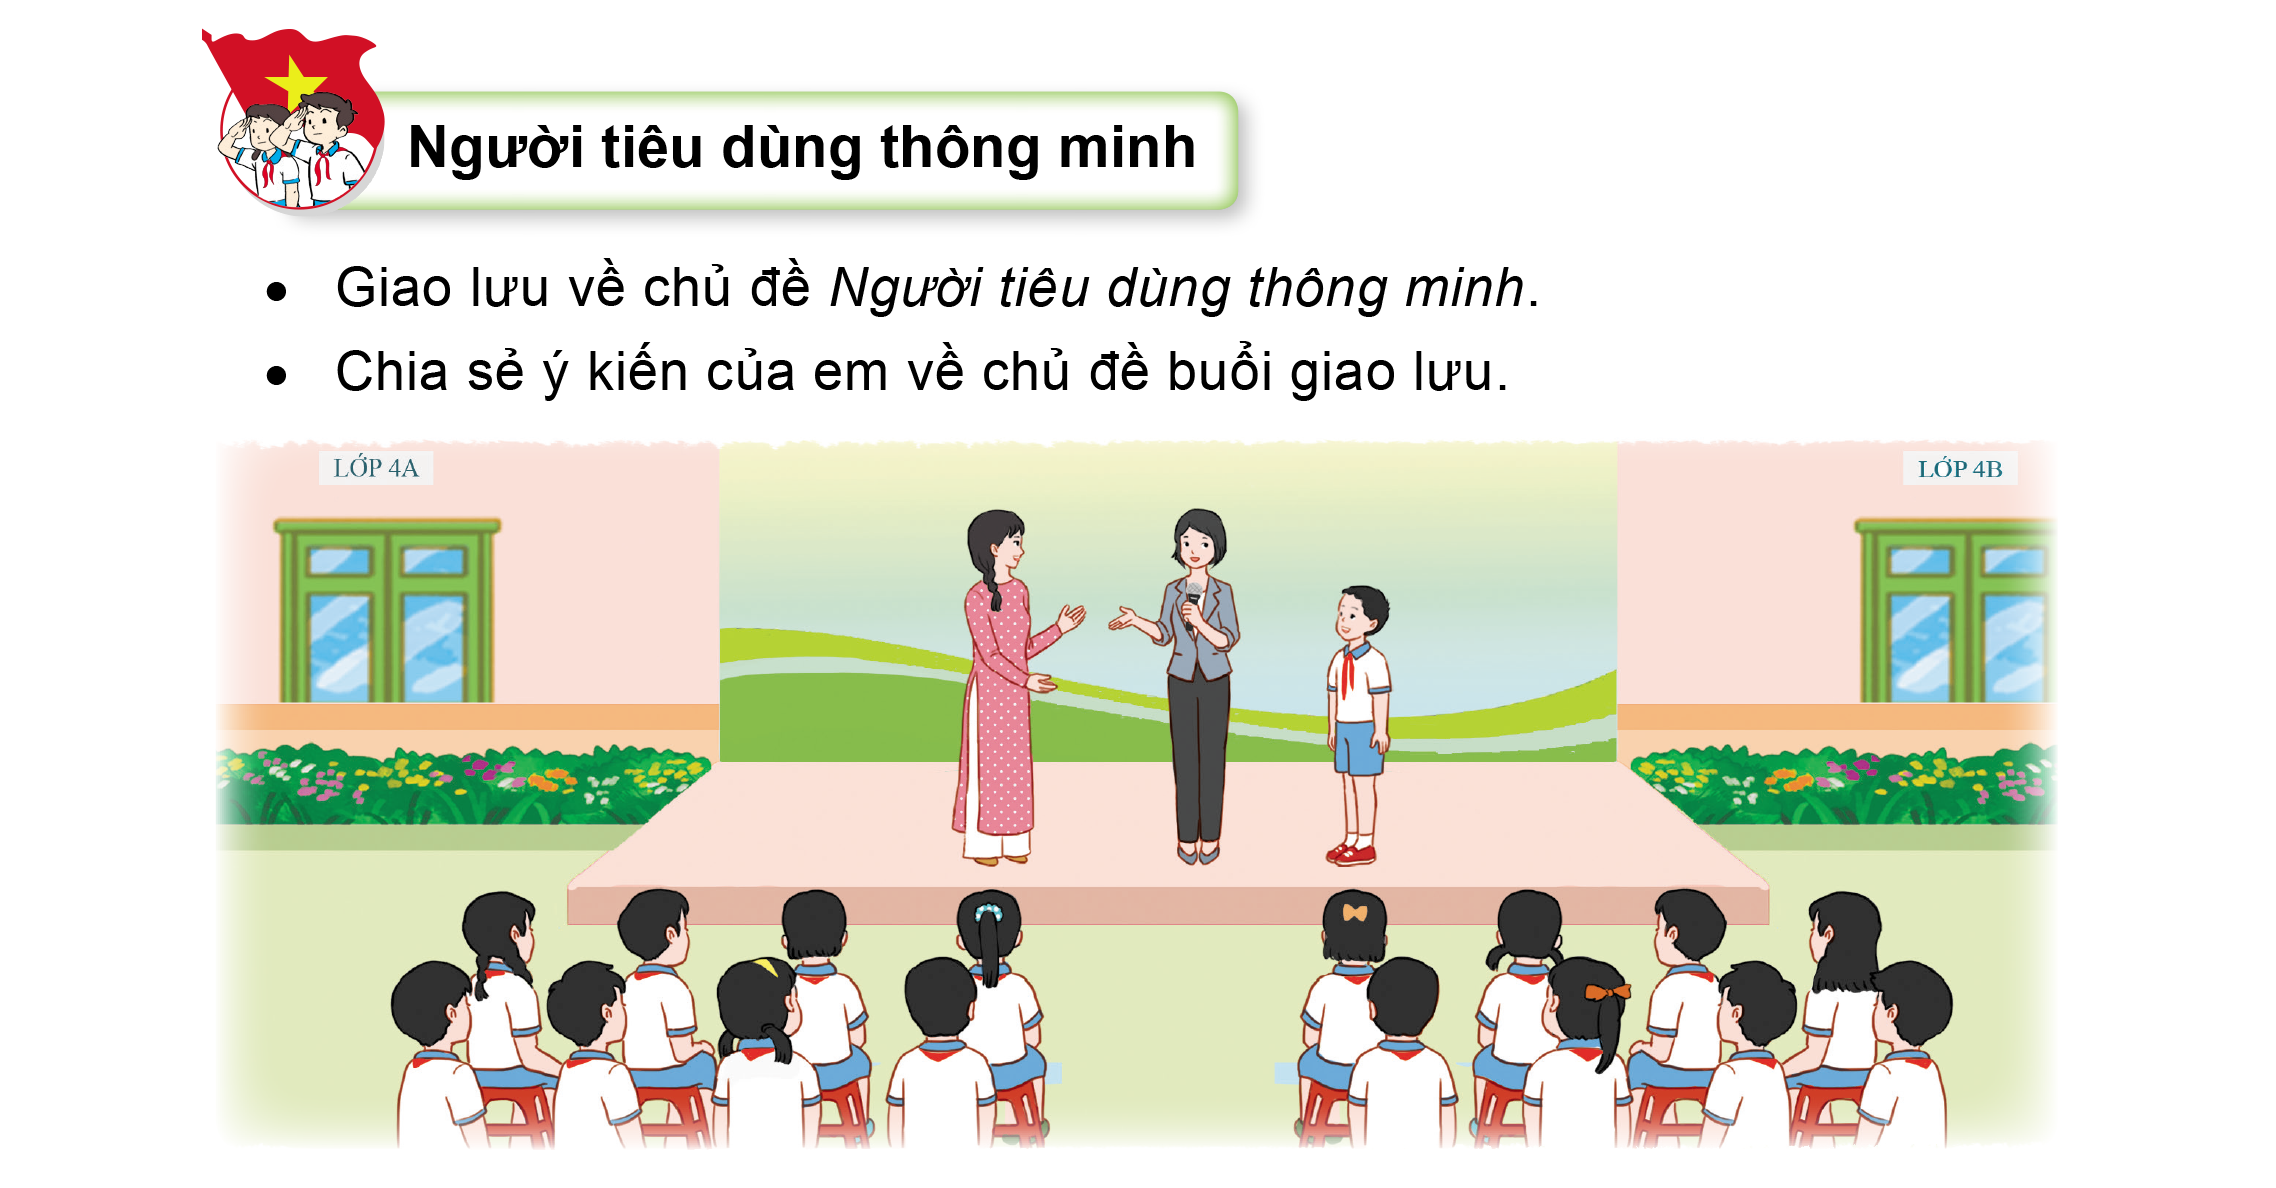 Người tiêu dùng thông minh
• Giao lưu về chủ đề Người tiêu dùng thông minh.
• Chia sẻ ý kiến của em về chủ đề buổi giao lưu.
LỚP 4A
LỚP 4B